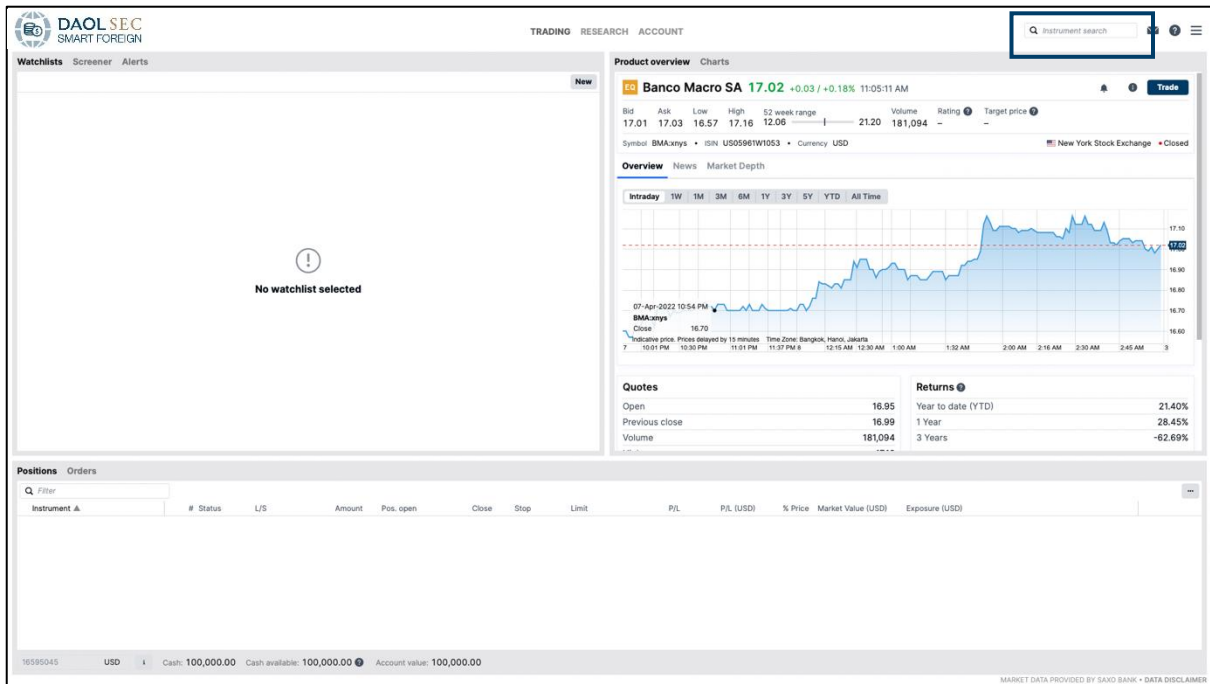 DAOL SEC
SMART FOREIGN
TRADING RESEARCH ACCOUNT
Instrument search
Watchlists Screener Alerts
New
No watchlist selected
Product overview Charts
EQ Banco Macro SA 17.02 +0.03 / +0.18% 11:05:11 AM
Trade
Bid Ask Low High 52 week range Volume Rating Target price
17.01 17.03 16.57 17.16 12.06 21.20 181,094 – –
Symbol BMA:xnys • ISIN US05961W1053 • Currency USD New York Stock Exchange • Closed
Overview News Market Depth
Intraday 1W 1M 3M 6M 1Y 3Y 5Y YTD All Time
17.10
17.02
16.90
16.80
16.70
16.60
07-Apr-2022 10:54 PM
BMA:xnys
Close 16.70
Indicative price. Prices delayed by 15 minutes Time Zone: Bangkok, Hanoi, Jakarta
7 10:01 PM 10:30 PM 11:01 PM 11:37 PM 8 12:15 AM 12:30 AM 1:00 AM 1:32 AM 2:00 AM 2:16 AM 2:30 AM 2:45 AM 3
Quotes
Open 16.95
Previous close 16.99
Volume 181,094
Returns
Year to date (YTD) 21.40%
1 Year 28.45%
3 Years -62.69%
Positions Orders
Filter
Instrument # Status L/S Amount Pos. open Close Stop Limit P/L P/L (USD) % Price Market Value (USD) Exposure (USD)
16595045 USD Cash: 100,000.00 Cash available: 100,000.00 Account value: 100,000.00
MARKET DATA PROVIDED BY SAXO BANK • DATA DISCLAIMER